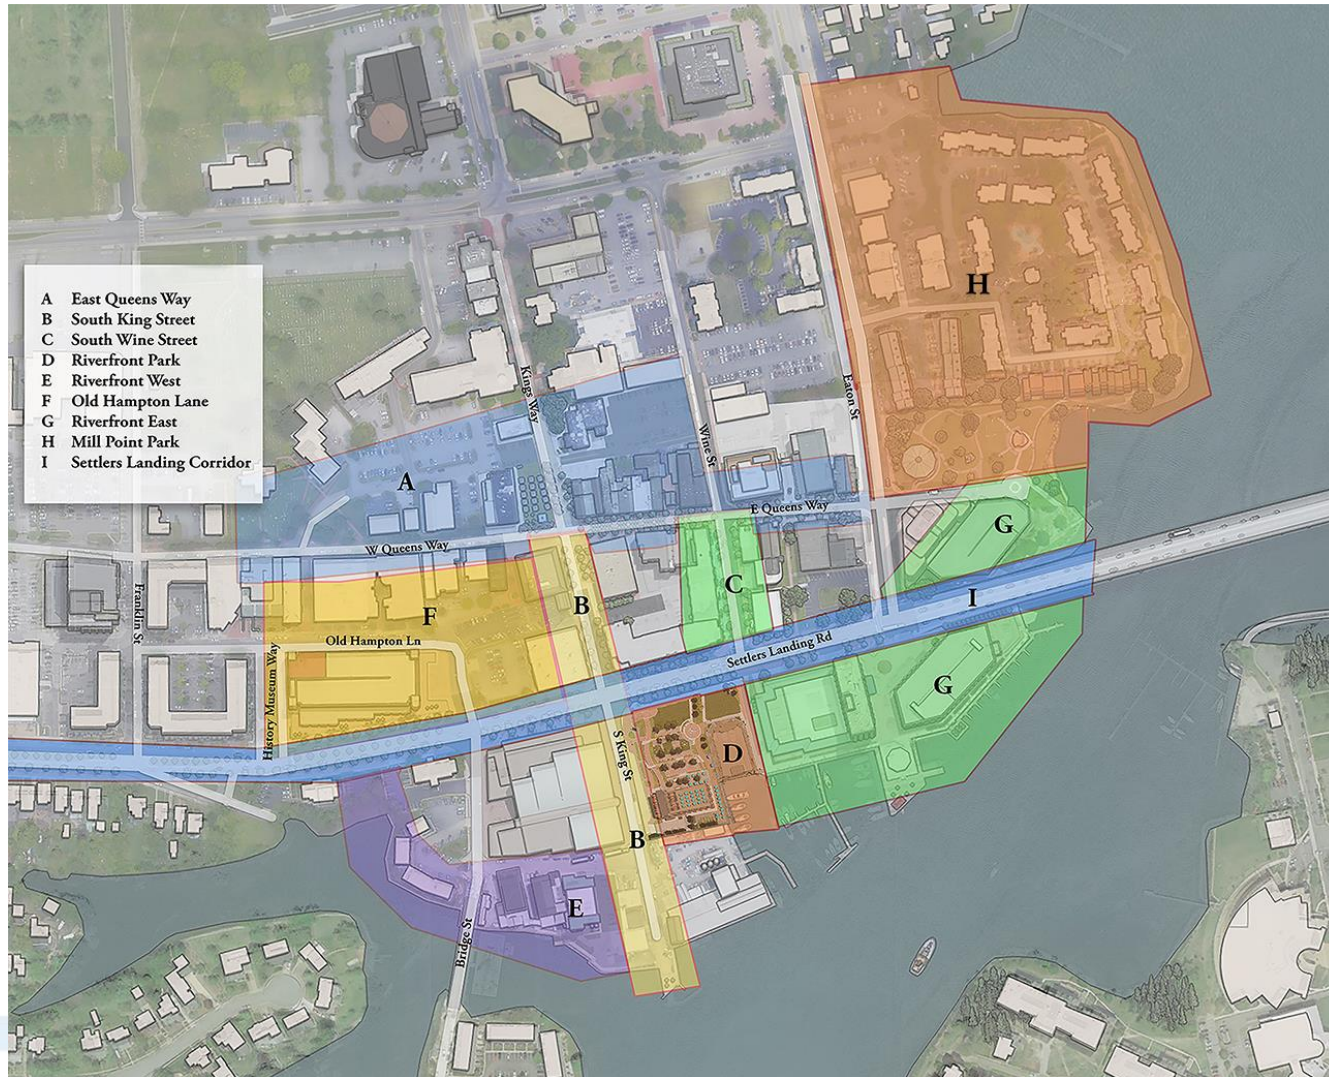 A East Queens Way
B South King Street
C South Wine Street
D Riverfront Park
E Riverfront West
F Old Hampton Lane
G Riverfront East
H Mill Point Park
I Settlers Landing Corridor
H
Kings Way
Eaton St
Wine St
A
E Queens Way
G
W Queens Way
Franklin St
C
I
B
F
Old Hampton Ln
Settlers Landing Rd
History Museum Way
G
S King St
D
B
E
Bridge St